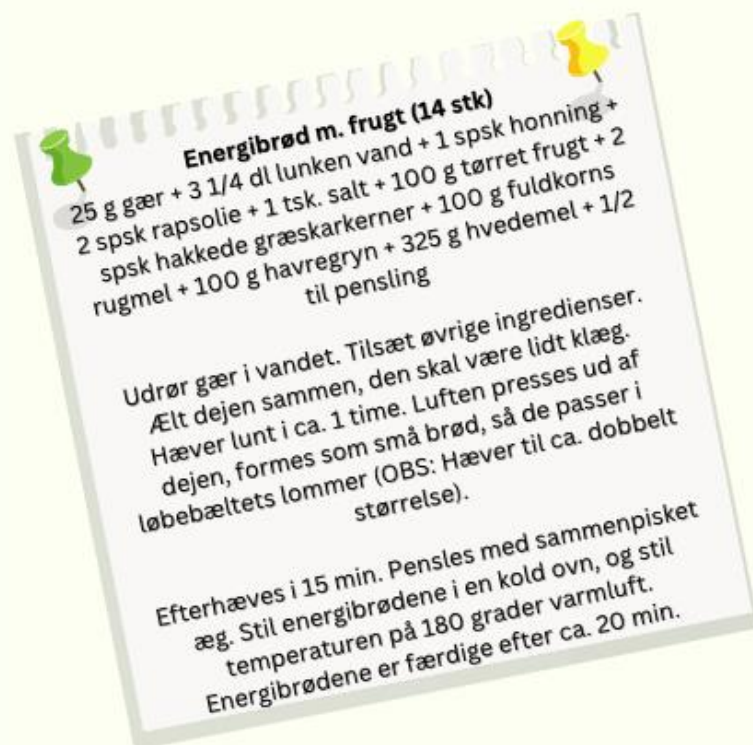 Energibrød m. frugt (14 stk)
25 g gær + 3 1/4 dl lunken vand + 1 spsk honning +
2 spsk rapsolie + 1 tsk. salt + 100 g tørret frugt + 2
spsk hakkede græskarkerner + 100 g fuldkorns
rugmel + 100 g havregryn + 325 g hvedemel + 1/2
til pensling
Udrør gær i vandet. Tilsæt øvrige ingredienser.
Ælt dejen sammen, den skal være lidt klæg.
Hæver lunt i ca. 1 time. Luften presses ud af
dejen, formes som små brød, så de passer i
løbebæltets lommer (OBS: Hæver til ca. dobbelt
størrelse).
Efterhæves i 15 min. Pensles med sammenpisket
æg. Stil energibrødene i en kold ovn, og stil
temperaturen på 180 grader varmluft.
Energibrødene er færdige efter ca. 20 min.